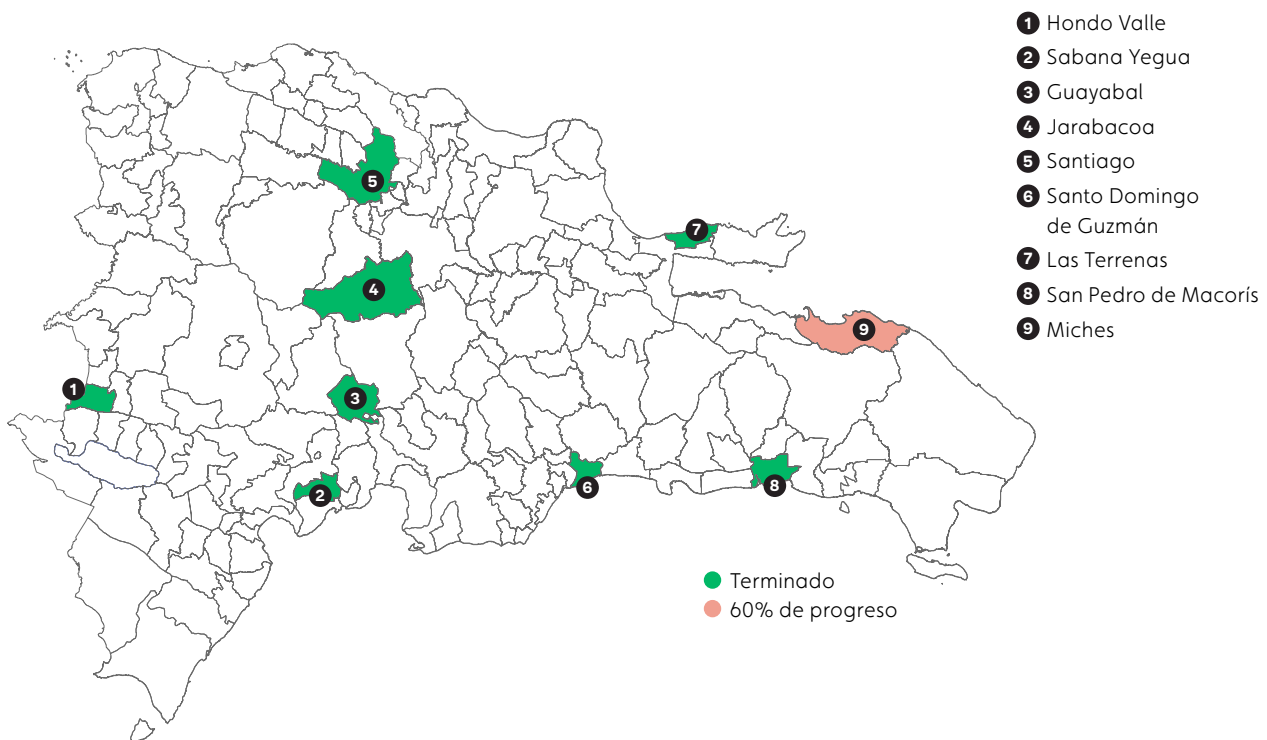 1 Hondo Valle
2 Sabana Yegua
3 Guayabal
4 Jarabacoa
5 Santiago
6 Santo Domingo
de Guzmán
7 Las Terrenas
8 San Pedro de Macorís
9 Miches
5
7
4
9
1
3
2
6
8
Terminado
60% de progreso